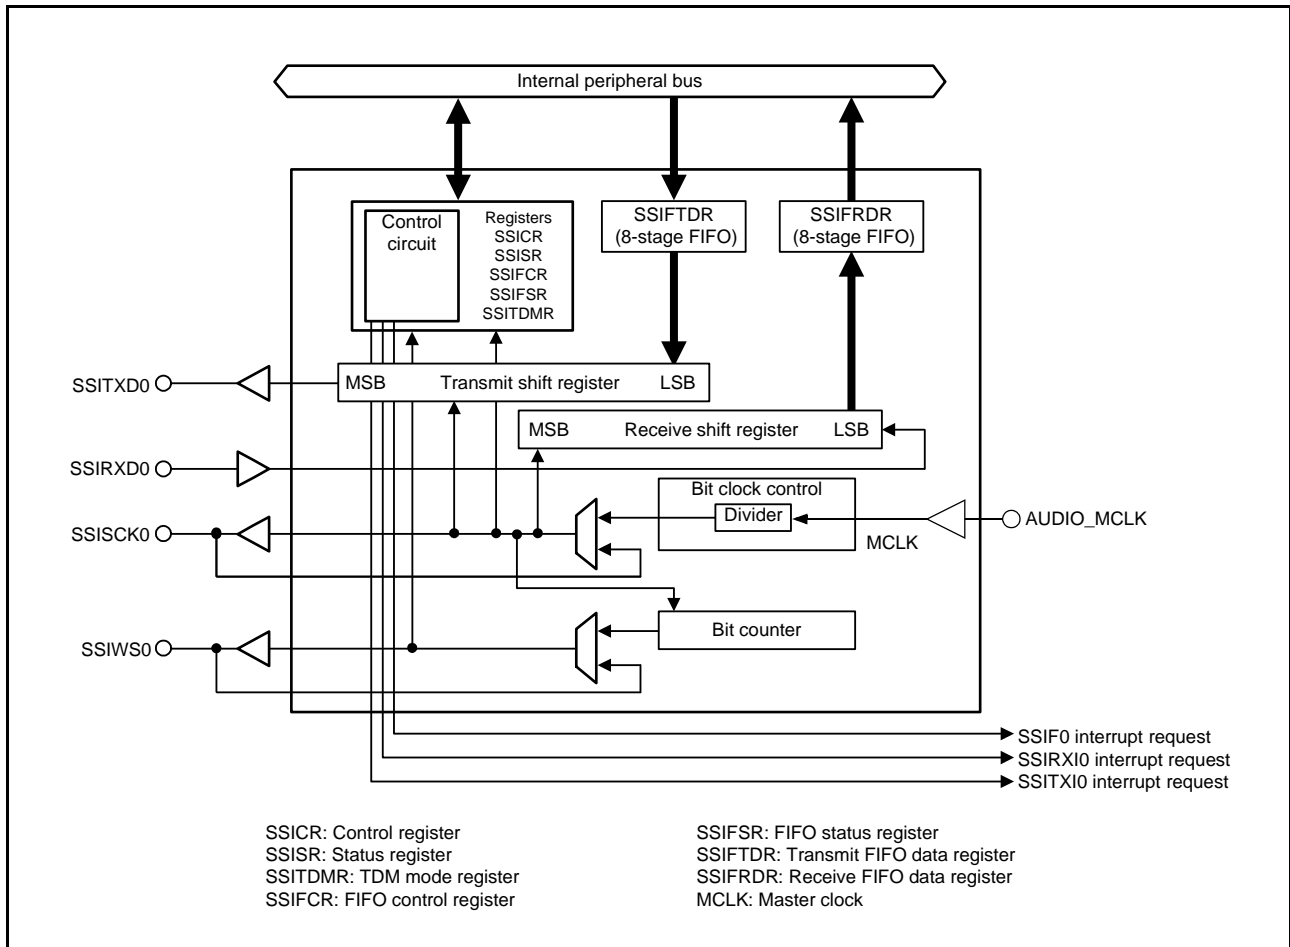 Internal peripheral bus
Control
circuit
Registers
SSICR
SSISR
SSIFCR
SSIFSR
SSITDMR
SSIFTDR
(8-stage FIFO)
SSIFRDR
(8-stage FIFO)
SSITXD0
MSB Transmit shift register LSB
MSB Receive shift register LSB
SSIRXD0
Bit clock control
Divider
SSISCK0
MCLK
AUDIO_MCLK
Bit counter
SSIWS0
SSIF0 interrupt request
SSIRXI0 interrupt request
SSITXI0 interrupt request
SSICR: Control register
SSISR: Status register
SSITDMR: TDM mode register
SSIFCR: FIFO control register
SSIFSR: FIFO status register
SSIFTDR: Transmit FIFO data register
SSIFRDR: Receive FIFO data register
MCLK: Master clock